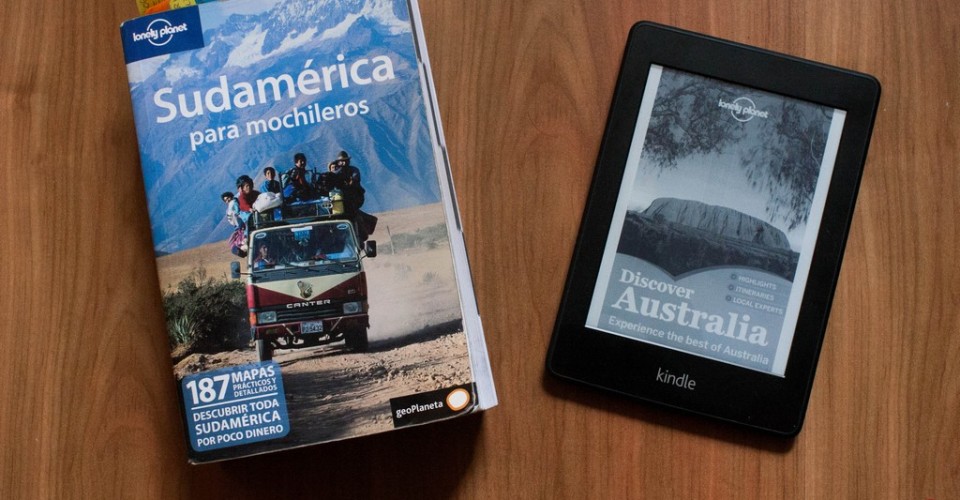 lonely planet
Sudamérica
para mochileros
CANTER
187 MAPAS
PRÁCTICOS Y
DETALLADOS
DESCUBRIR TODA
SUDAMÉRICA
POR POCO DINERO
geoPlaneta
lonely planet
HIGHLIGHTS
ITINERARIES
LOCAL EXPERTS
Discover
Australia
Experience the best of Australia
kindle